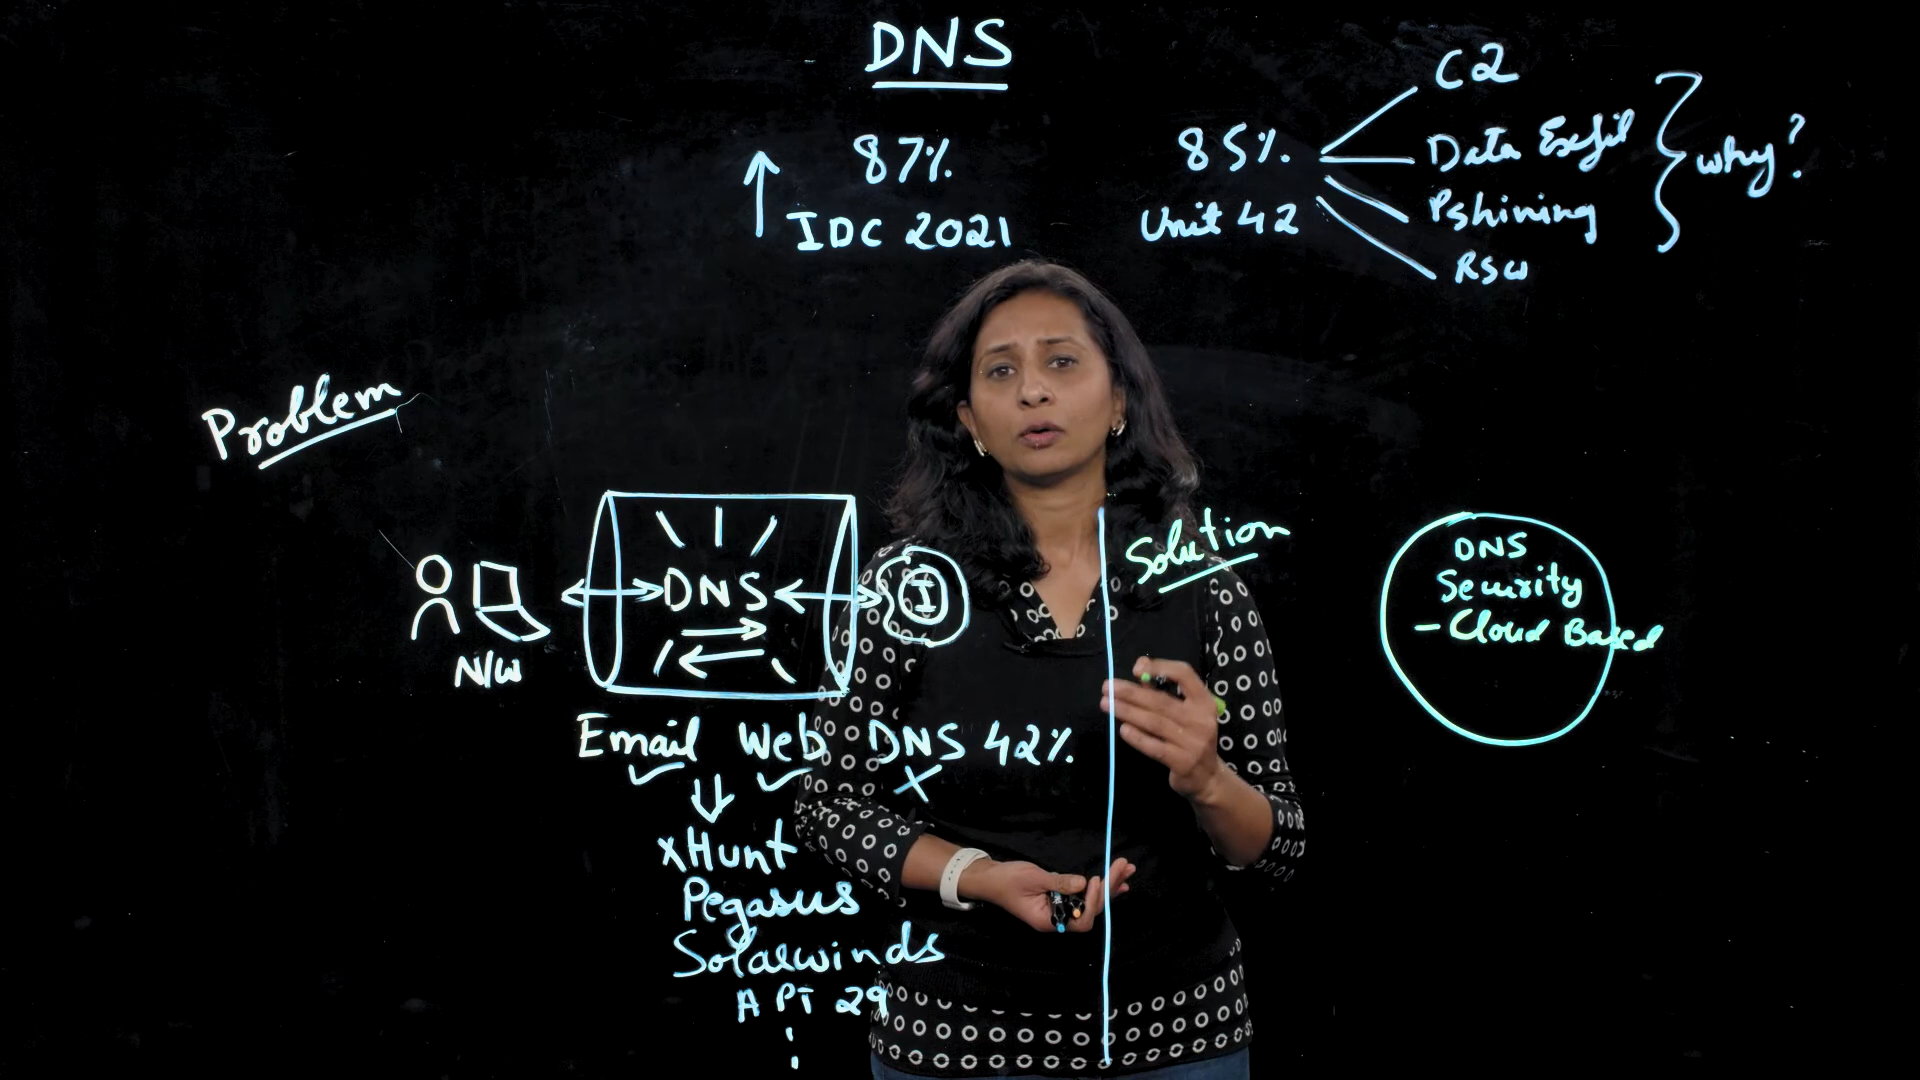 DNS
87%
IDC 2021
85%
Unit 42
C2
Data Exfil
Pshining
RSW
why?
Problem
DNS
I
N/W
Email Web DNS 42%
xHunt
Pegasus
Solarwinds
APT 29
Solution
DNS
Security
- Cloud Based